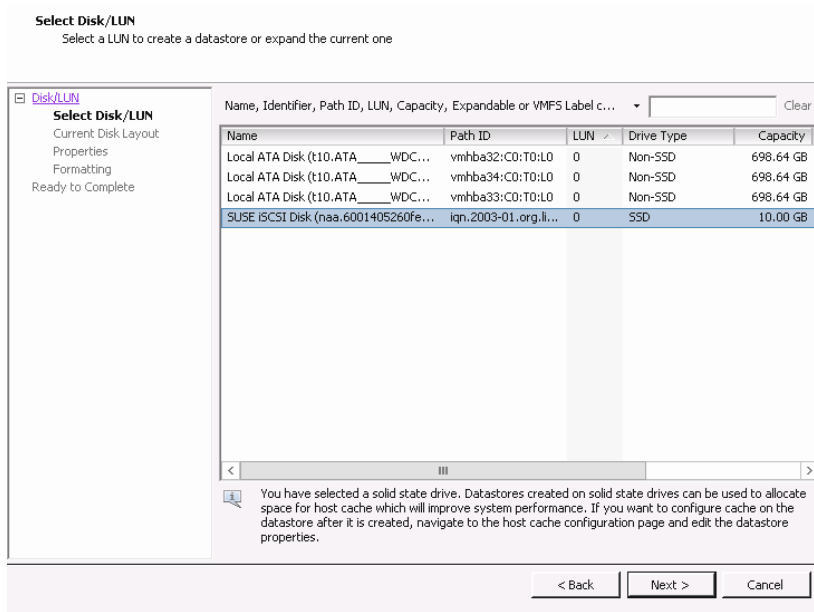 Select Disk/LUN
Select a LUN to create a datastore or expand the current one
Disk/LUN
Select Disk/LUN
Current Disk Layout
Properties
Formatting
Ready to Complete
Name, Identifier, Path ID, LUN, Capacity, Expandable or VMFS Label c... Clear
Name Path ID LUN Drive Type Capacity
Local ATA Disk (t10.ATA_____WDC... vmhba32:C0:T0:L0 0 Non-SSD 698.64 GB
Local ATA Disk (t10.ATA_____WDC... vmhba34:C0:T0:L0 0 Non-SSD 698.64 GB
Local ATA Disk (t10.ATA_____WDC... vmhba33:C0:T0:L0 0 Non-SSD 698.64 GB
SUSE iSCSI Disk (naa.6001405260fe... iqn.2003-01.org.li... 0 SSD 10.00 GB
You have selected a solid state drive. Datastores created on solid state drives can be used to allocate
space for host cache which will improve system performance. If you want to configure cache on the
datastore after it is created, navigate to the host cache configuration page and edit the datastore
properties.
< Back Next > Cancel